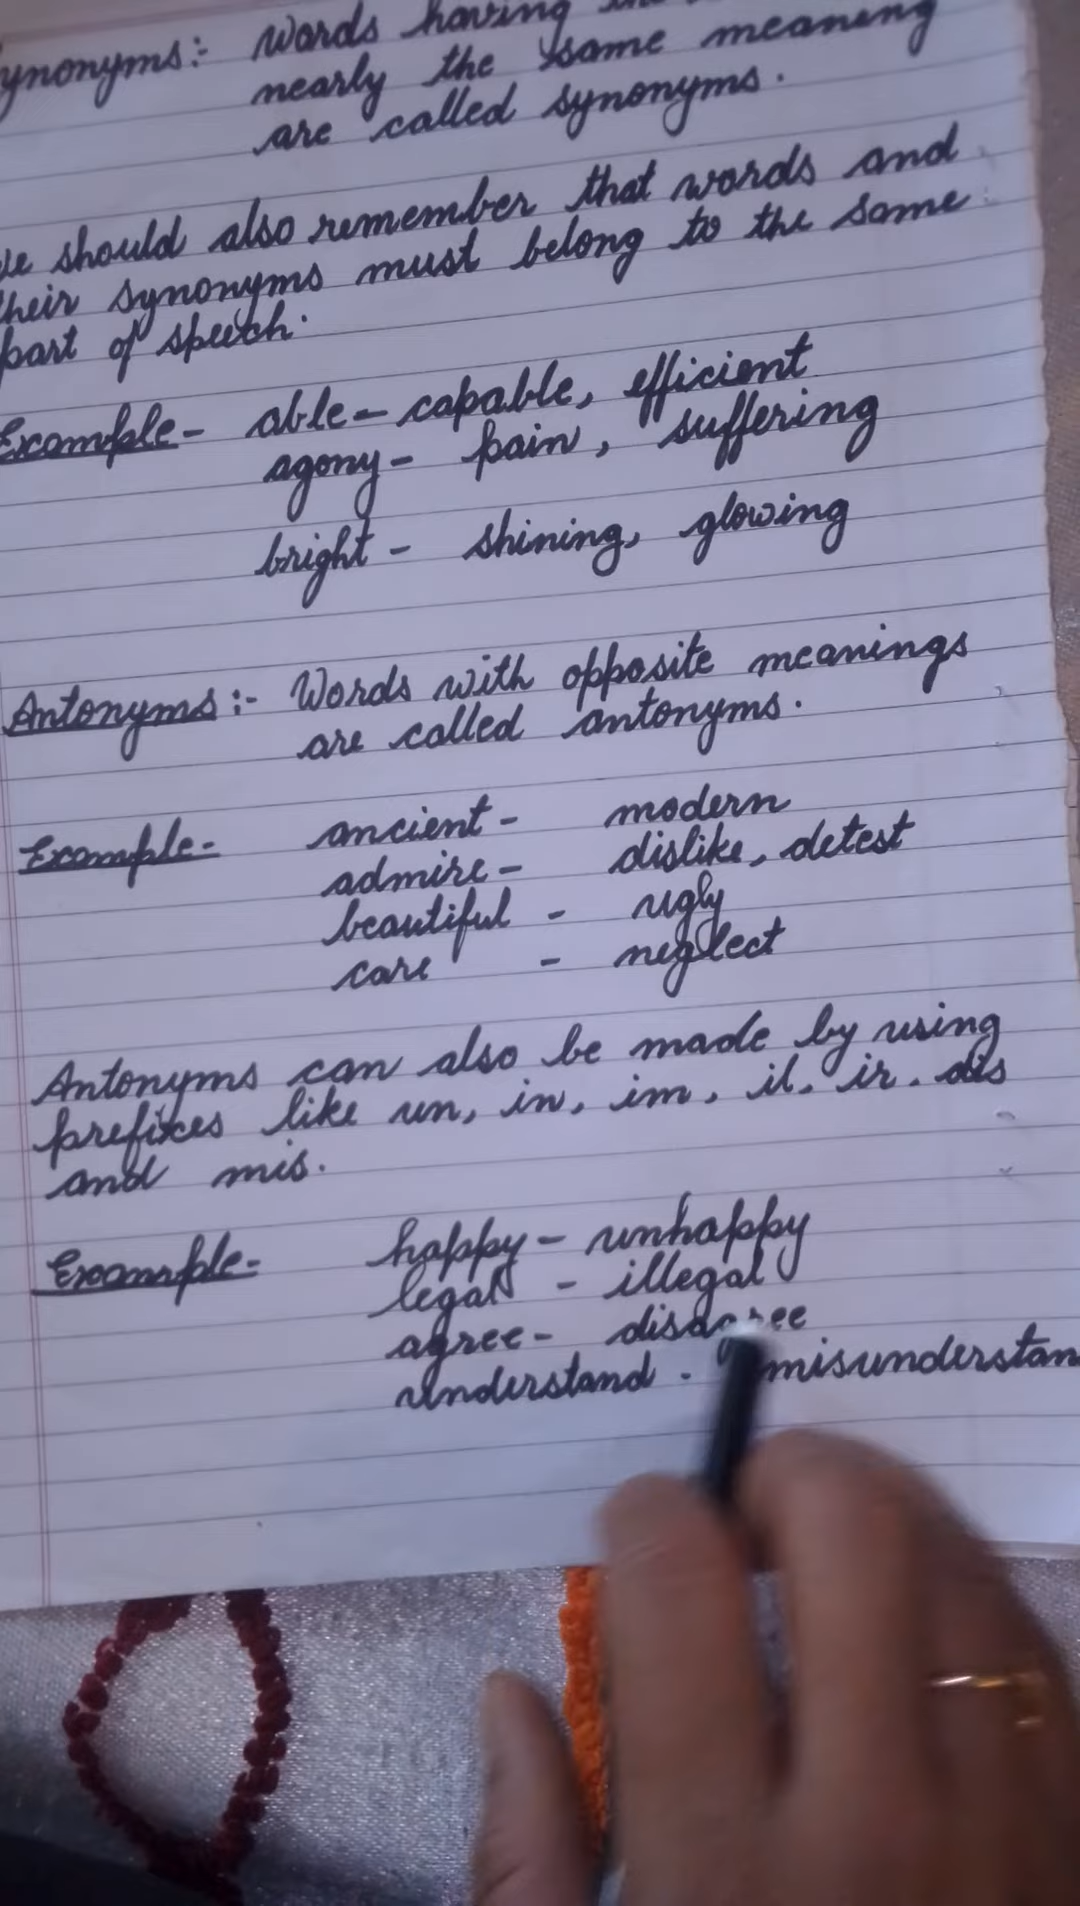 ynonyms:- words having
nearly the same meaning
are called synonyms.
we should also remember that words and
their synonyms must belong to the same
part of speech.
Example- able- capable, efficient
agony- pain, suffering
bright- shining, glowing
Antonyms:- Words with opposite meanings
are called antonyms.
Example- ancient- modern
admire- dislike, detest
beautiful - ugly
care - neglect
Antonyms can also be made by using
prefixes like un, in, im, il, ir, dis
and mis.
Example- happy- unhappy
legal - illegal
agree- disagree
understand - misunderstan